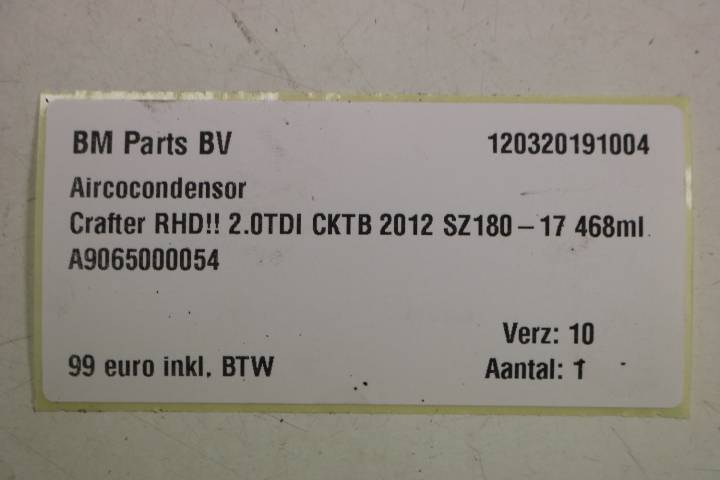 BM Parts BV 120320191004
Aircocondensor
Crafter RHD!! 2.0TDI CKTB 2012 SZ180 – 17 468ml
A9065000054
Verz: 10
99 euro inkl. BTW Aantal: 1